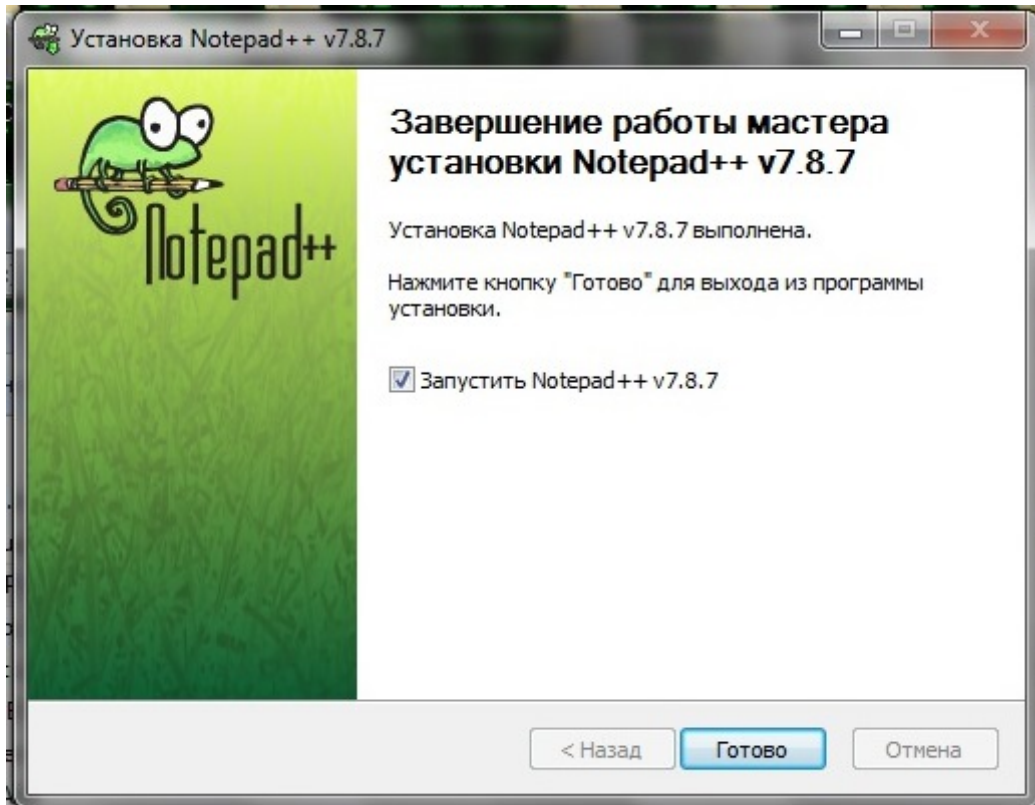 Установка Notepad++ v7.8.7
Notepad++
Завершение работы мастера
установки Notepad++ v7.8.7
Установка Notepad++ v7.8.7 выполнена.
Нажмите кнопку "Готово" для выхода из программы
установки.
Запустить Notepad++ v7.8.7
< Назад
Готово
Отмена